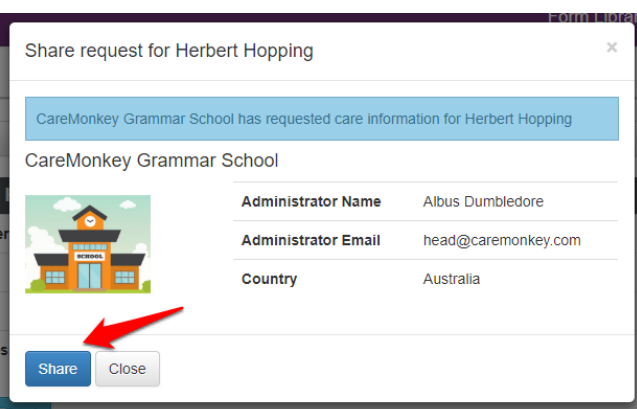 Form Libra
Share request for Herbert Hopping
×
CareMonkey Grammar School has requested care information for Herbert Hopping
CareMonkey Grammar School
SCHOOL
Administrator Name Albus Dumbledore
Administrator Email head@caremonkey.com
Country Australia
Share Close